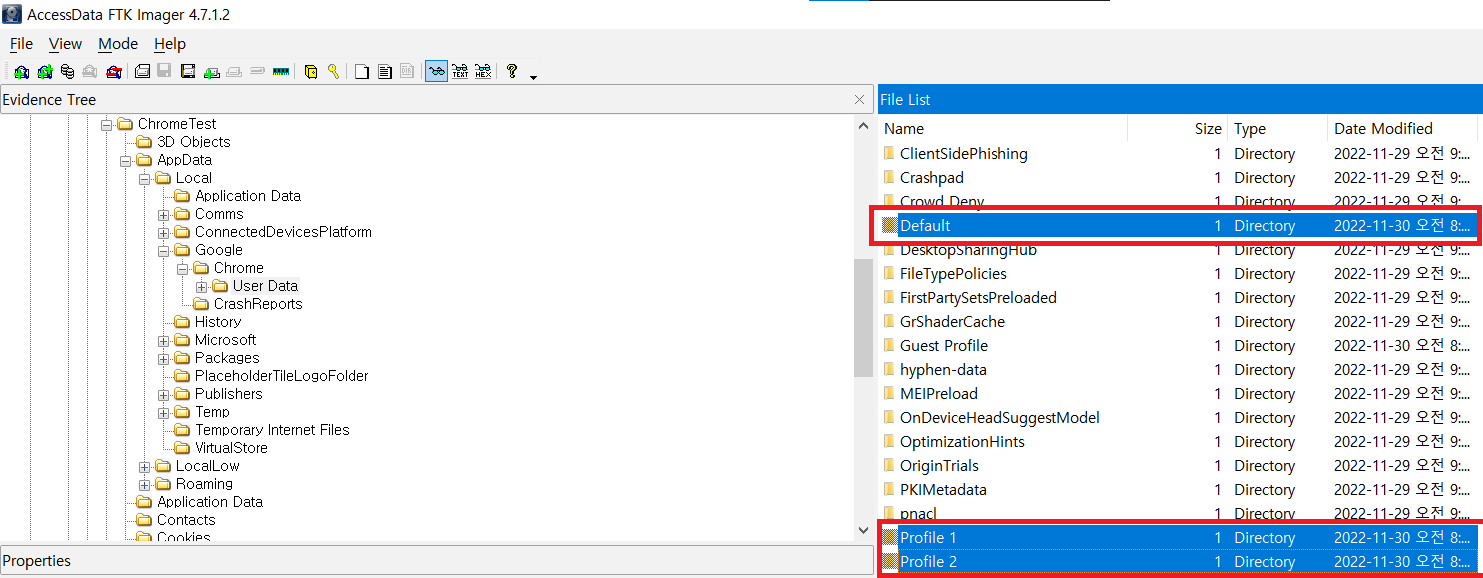 AccessData FTK Imager 4.7.1.2
File View Mode Help
Evidence Tree
ChromeTest
3D Objects
AppData
Local
Application Data
Comms
ConnectedDevicesPlatform
Google
Chrome
User Data
CrashReports
History
Microsoft
Packages
PlaceholderTileLogoFolder
Publishers
Temp
Temporary Internet Files
VirtualStore
LocalLow
Roaming
Application Data
Contacts
Cookies
Properties
File List
Name Size Type Date Modified
ClientSidePhishing 1 Directory 2022-11-29 오전 9:...
Crashpad 1 Directory 2022-11-29 오전 9:...
Crowd Deny 1 Directory 2022-11-29 오전 9:...
Default 1 Directory 2022-11-30 오전 8:...
DesktopSharingHub 1 Directory 2022-11-29 오전 9:...
FileTypePolicies 1 Directory 2022-11-29 오전 9:...
FirstPartySetsPreloaded 1 Directory 2022-11-29 오전 9:...
GrShaderCache 1 Directory 2022-11-29 오전 9:...
Guest Profile 1 Directory 2022-11-30 오전 8:...
hyphen-data 1 Directory 2022-11-29 오전 9:...
MEIPreload 1 Directory 2022-11-29 오전 9:...
OnDeviceHeadSuggestModel 1 Directory 2022-11-29 오전 9:...
OptimizationHints 1 Directory 2022-11-29 오전 9:...
OriginTrials 1 Directory 2022-11-29 오전 9:...
PKIMetadata 1 Directory 2022-11-29 오전 9:...
pnacl 1 Directory 2022-11-29 오전 9:...
Profile 1 1 Directory 2022-11-30 오전 8:...
Profile 2 1 Directory 2022-11-30 오전 8:...